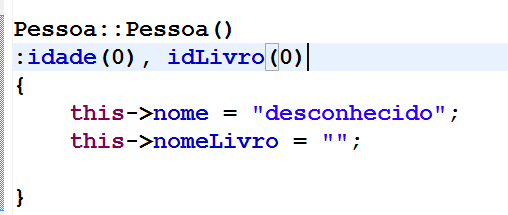 Pessoa::Pessoa()
:idade(0), idLivro(0)
{
    this->nome = "desconhecido";
    this->nomeLivro = "";
}